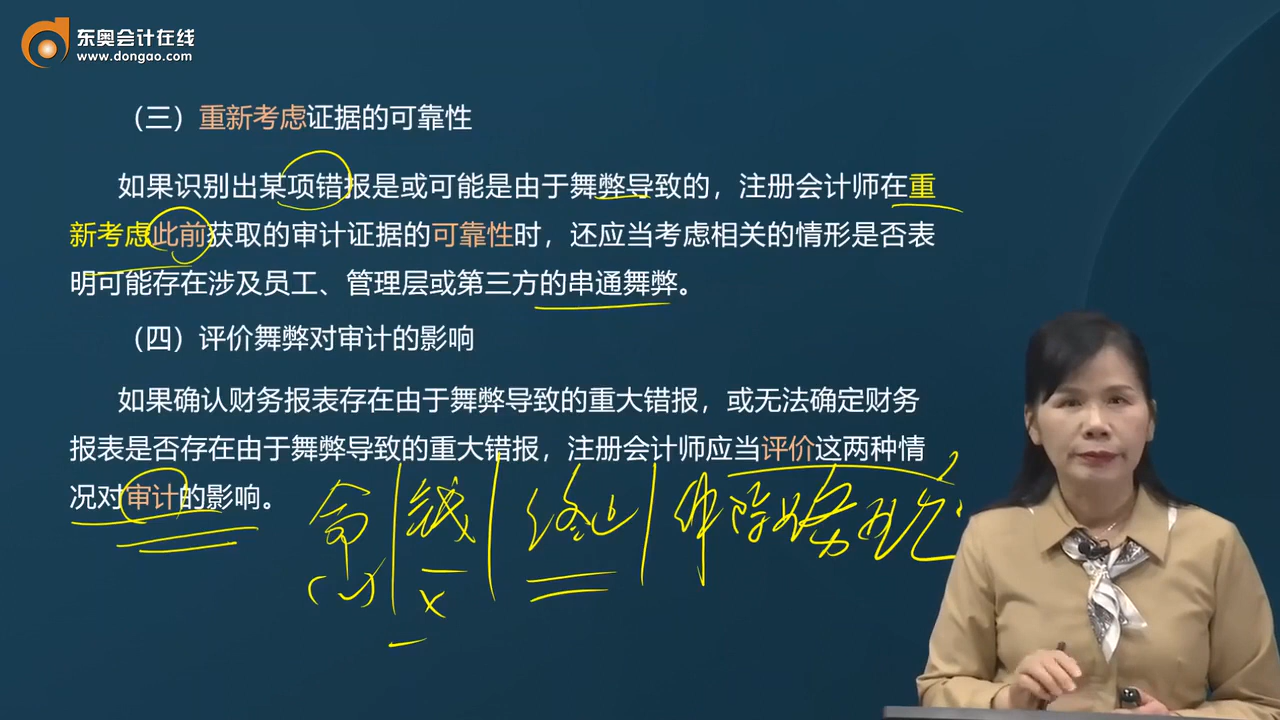 东奥会计在线
www.dongao.com
（三）重新考虑证据的可靠性
如果识别出某项错报是或可能是由于舞弊导致的，注册会计师在重
新考虑此前获取的审计证据的可靠性时，还应当考虑相关的情形是否表
明可能存在涉及员工、管理层或第三方的串通舞弊。
（四）评价舞弊对审计的影响
如果确认财务报表存在由于舞弊导致的重大错报，或无法确定财务
报表是否存在由于舞弊导致的重大错报，注册会计师应当评价这两种情
况对审计的影响。
命 钱 终止